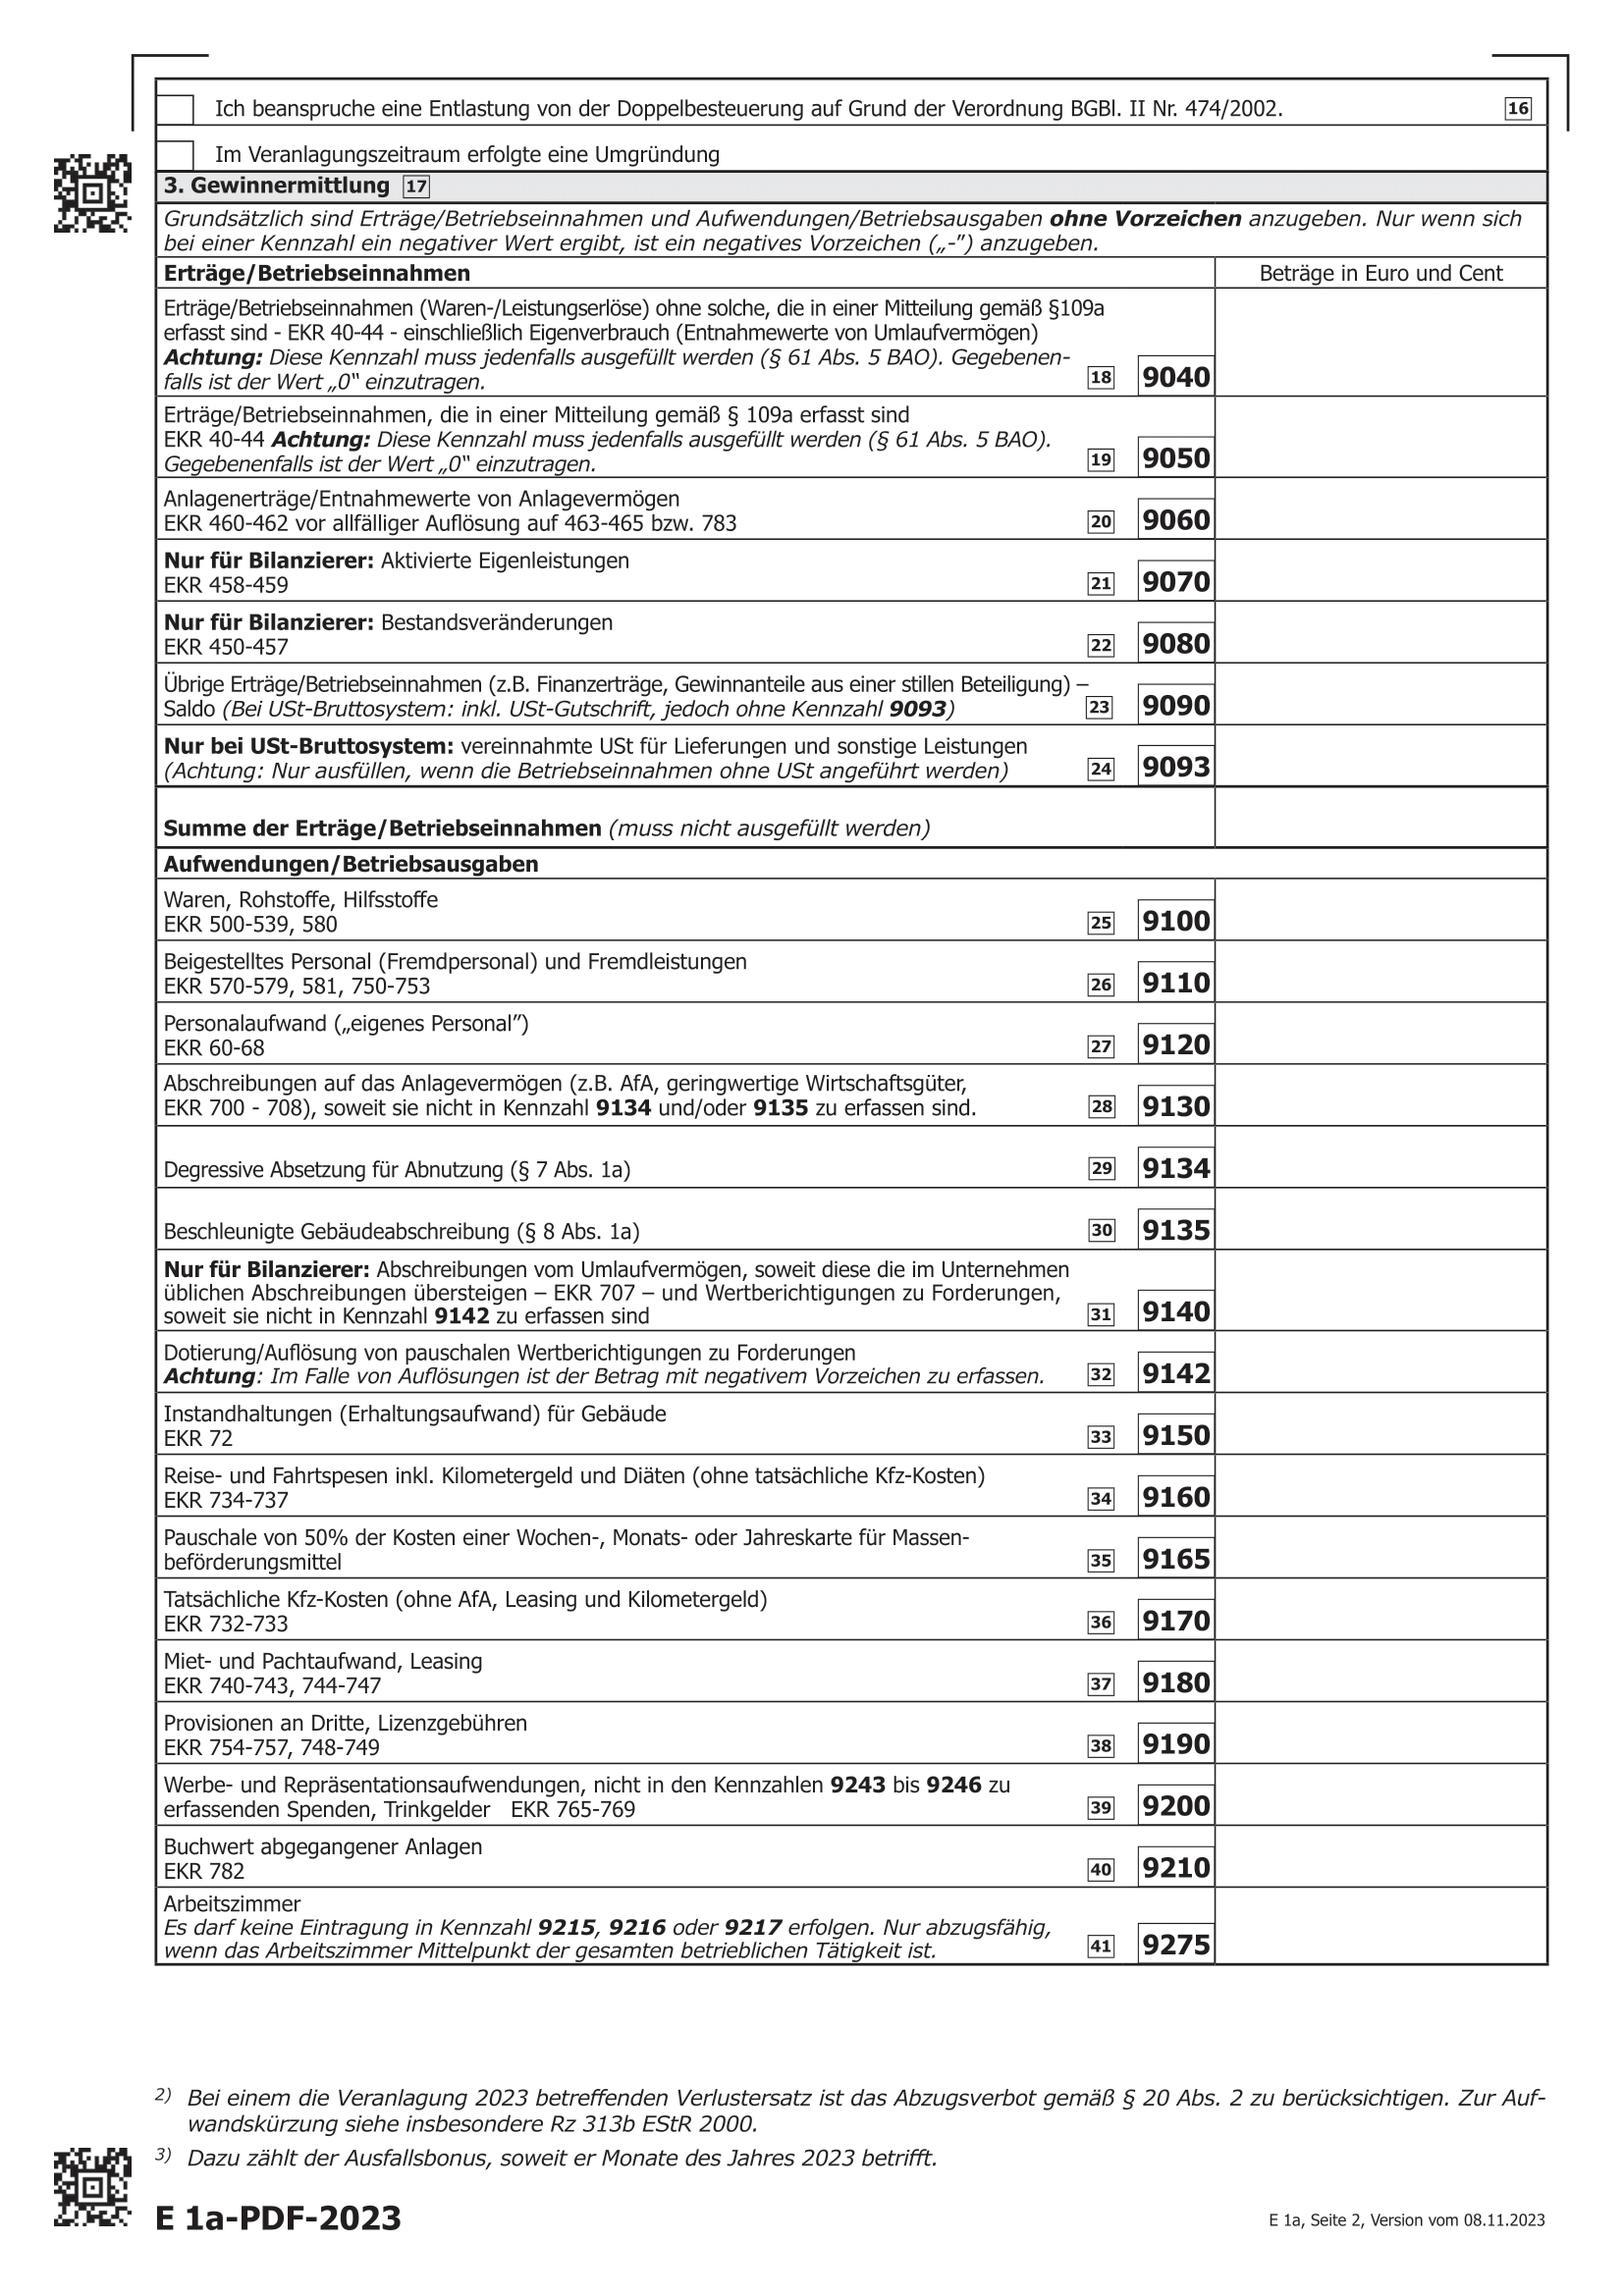 Ich beanspruche eine Entlastung von der Doppelbesteuerung auf Grund der Verordnung BGBl. II Nr. 474/2002. 16
Im Veranlagungszeitraum erfolgte eine Umgründung
3. Gewinnermittlung 17
Grundsätzlich sind Erträge/Betriebseinnahmen und Aufwendungen/Betriebsausgaben ohne Vorzeichen anzugeben. Nur wenn sich
bei einer Kennzahl ein negativer Wert ergibt, ist ein negatives Vorzeichen („-”) anzugeben.
Erträge/Betriebseinnahmen Beträge in Euro und Cent
Erträge/Betriebseinnahmen (Waren-/Leistungserlöse) ohne solche, die in einer Mitteilung gemäß §109a
erfasst sind - EKR 40-44 - einschließlich Eigenverbrauch (Entnahmewerte von Umlaufvermögen)
Achtung: Diese Kennzahl muss jedenfalls ausgefüllt werden (§ 61 Abs. 5 BAO). Gegebenen-
falls ist der Wert „0“ einzutragen. 18 9040
Erträge/Betriebseinnahmen, die in einer Mitteilung gemäß § 109a erfasst sind
EKR 40-44 Achtung: Diese Kennzahl muss jedenfalls ausgefüllt werden (§ 61 Abs. 5 BAO).
Gegebenenfalls ist der Wert „0“ einzutragen. 19 9050
Anlagenerträge/Entnahmewerte von Anlagevermögen
EKR 460-462 vor allfälliger Auflösung auf 463-465 bzw. 783 20 9060
Nur für Bilanzierer: Aktivierte Eigenleistungen
EKR 458-459 21 9070
Nur für Bilanzierer: Bestandsveränderungen
EKR 450-457 22 9080
Übrige Erträge/Betriebseinnahmen (z.B. Finanzerträge, Gewinnanteile aus einer stillen Beteiligung) –
Saldo (Bei USt-Bruttosystem: inkl. USt-Gutschrift, jedoch ohne Kennzahl 9093) 23 9090
Nur bei USt-Bruttosystem: vereinnahmte USt für Lieferungen und sonstige Leistungen
(Achtung: Nur ausfüllen, wenn die Betriebseinnahmen ohne USt angeführt werden) 24 9093
Summe der Erträge/Betriebseinnahmen (muss nicht ausgefüllt werden)
Aufwendungen/Betriebsausgaben
Waren, Rohstoffe, Hilfsstoffe
EKR 500-539, 580 25 9100
Beigestelltes Personal (Fremdpersonal) und Fremdleistungen
EKR 570-579, 581, 750-753 26 9110
Personalaufwand („eigenes Personal”)
EKR 60-68 27 9120
Abschreibungen auf das Anlagevermögen (z.B. AfA, geringwertige Wirtschaftsgüter,
EKR 700 - 708), soweit sie nicht in Kennzahl 9134 und/oder 9135 zu erfassen sind. 28 9130
Degressive Absetzung für Abnutzung (§ 7 Abs. 1a) 29 9134
Beschleunigte Gebäudeabschreibung (§ 8 Abs. 1a) 30 9135
Nur für Bilanzierer: Abschreibungen vom Umlaufvermögen, soweit diese die im Unternehmen
üblichen Abschreibungen übersteigen – EKR 707 – und Wertberichtigungen zu Forderungen,
soweit sie nicht in Kennzahl 9142 zu erfassen sind 31 9140
Dotierung/Auflösung von pauschalen Wertberichtigungen zu Forderungen
Achtung: Im Falle von Auflösungen ist der Betrag mit negativem Vorzeichen zu erfassen. 32 9142
Instandhaltungen (Erhaltungsaufwand) für Gebäude
EKR 72 33 9150
Reise- und Fahrtspesen inkl. Kilometergeld und Diäten (ohne tatsächliche Kfz-Kosten)
EKR 734-737 34 9160
Pauschale von 50% der Kosten einer Wochen-, Monats- oder Jahreskarte für Massen-
beförderungsmittel 35 9165
Tatsächliche Kfz-Kosten (ohne AfA, Leasing und Kilometergeld)
EKR 732-733 36 9170
Miet- und Pachtaufwand, Leasing
EKR 740-743, 744-747 37 9180
Provisionen an Dritte, Lizenzgebühren
EKR 754-757, 748-749 38 9190
Werbe- und Repräsentationsaufwendungen, nicht in den Kennzahlen 9243 bis 9246 zu
erfassenden Spenden, Trinkgelder EKR 765-769 39 9200
Buchwert abgegangener Anlagen
EKR 782 40 9210
Arbeitszimmer
Es darf keine Eintragung in Kennzahl 9215, 9216 oder 9217 erfolgen. Nur abzugsfähig,
wenn das Arbeitszimmer Mittelpunkt der gesamten betrieblichen Tätigkeit ist. 41 9275
2) Bei einem die Veranlagung 2023 betreffenden Verlustersatz ist das Abzugsverbot gemäß § 20 Abs. 2 zu berücksichtigen. Zur Auf-
wandskürzung siehe insbesondere Rz 313b EStR 2000.
3) Dazu zählt der Ausfallsbonus, soweit er Monate des Jahres 2023 betrifft.
E 1a-PDF-2023 E 1a, Seite 2, Version vom 08.11.2023